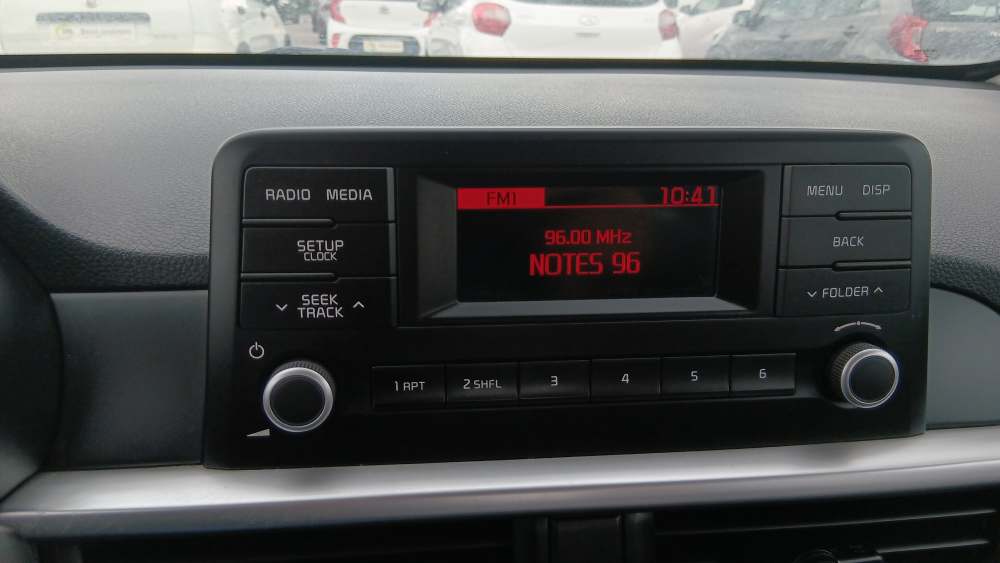 RADIO MEDIA
SETUP
CLOCK
SEEK
TRACK
FM1
10:41
96.00 MHz
NOTES 96
MENU DISP
BACK
FOLDER
1 RPT
2 SHFL
3
4
5
6